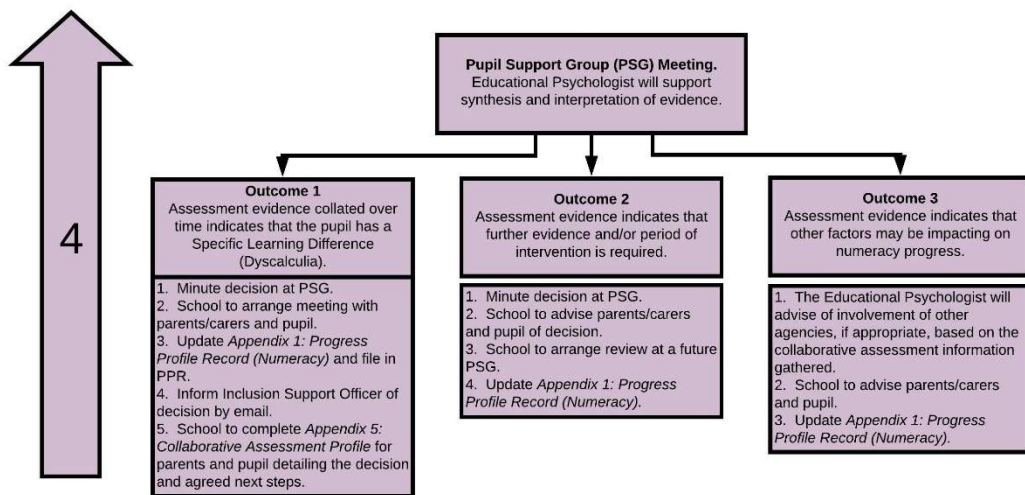 4
Pupil Support Group (PSG) Meeting.
Educational Psychologist will support
synthesis and interpretation of evidence.
Outcome 1
Assessment evidence collated over
time indicates that the pupil has a
Specific Learning Difference
(Dyscalculia).
1. Minute decision at PSG.
2. School to arrange meeting with
parents/carers and pupil.
3. Update Appendix 1: Progress
Profile Record (Numeracy) and file in
PPR.
4. Inform Inclusion Support Officer of
decision by email.
5. School to complete Appendix 5:
Collaborative Assessment Profile for
parents and pupil detailing the decision
and agreed next steps.
Outcome 2
Assessment evidence indicates that
further evidence and/or period of
intervention is required.
1. Minute decision at PSG.
2. School to advise parents/carers
and pupil of decision.
3. School to arrange review at a future
PSG.
4. Update Appendix 1: Progress
Profile Record (Numeracy).
Outcome 3
Assessment evidence indicates that
other factors may be impacting on
numeracy progress.
1. The Educational Psychologist will
advise of involvement of other
agencies, if appropriate, based on the
collaborative assessment information
gathered.
2. School to advise parents/carers
and pupil.
3. Update Appendix 1: Progress
Profile Record (Numeracy).